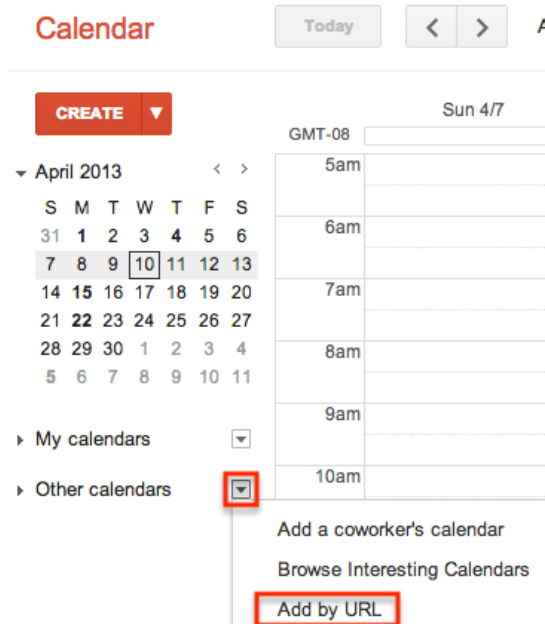 Calendar
Today
CREATE
Sun 4/7
GMT-08
April 2013
S M T W T F S
31 1 2 3 4 5 6
7 8 9 10 11 12 13
14 15 16 17 18 19 20
21 22 23 24 25 26 27
28 29 30 1 2 3 4
5 6 7 8 9 10 11
My calendars
Other calendars
5am
6am
7am
8am
9am
10am
Add a coworker's calendar
Browse Interesting Calendars
Add by URL